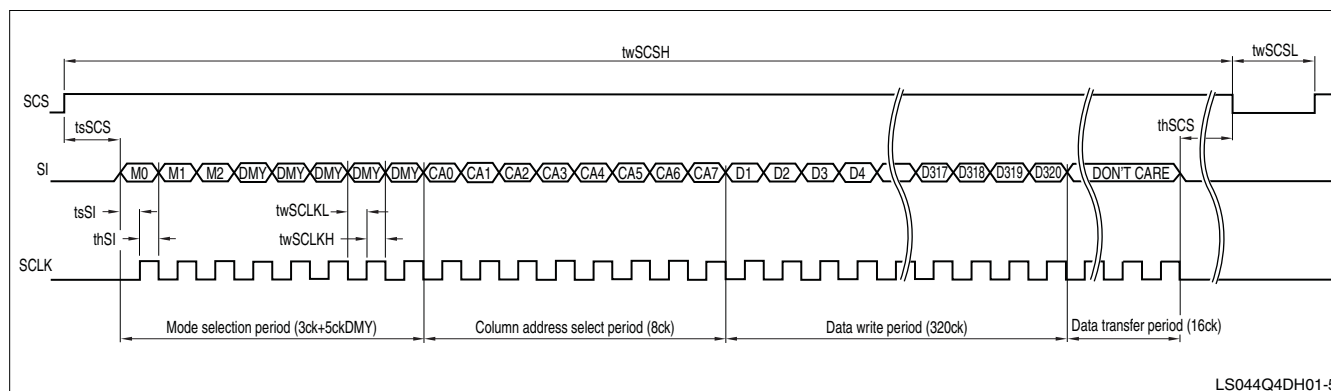 twSCSH twSCSL
SCS
tsSCS thSCS
SI M0 M1 M2 DMY DMY DMY DMY DMY CA0 CA1 CA2 CA3 CA4 CA5 CA6 CA7 D1 D2 D3 D4 D317 D318 D319 D320 DON'T CARE
tsSI twSCLKL
thSI twSCLKH
SCLK
Mode selection period (3ck+5ckDMY) Column address select period (8ck) Data write period (320ck) Data transfer period (16ck)
LS044Q4DH01-5